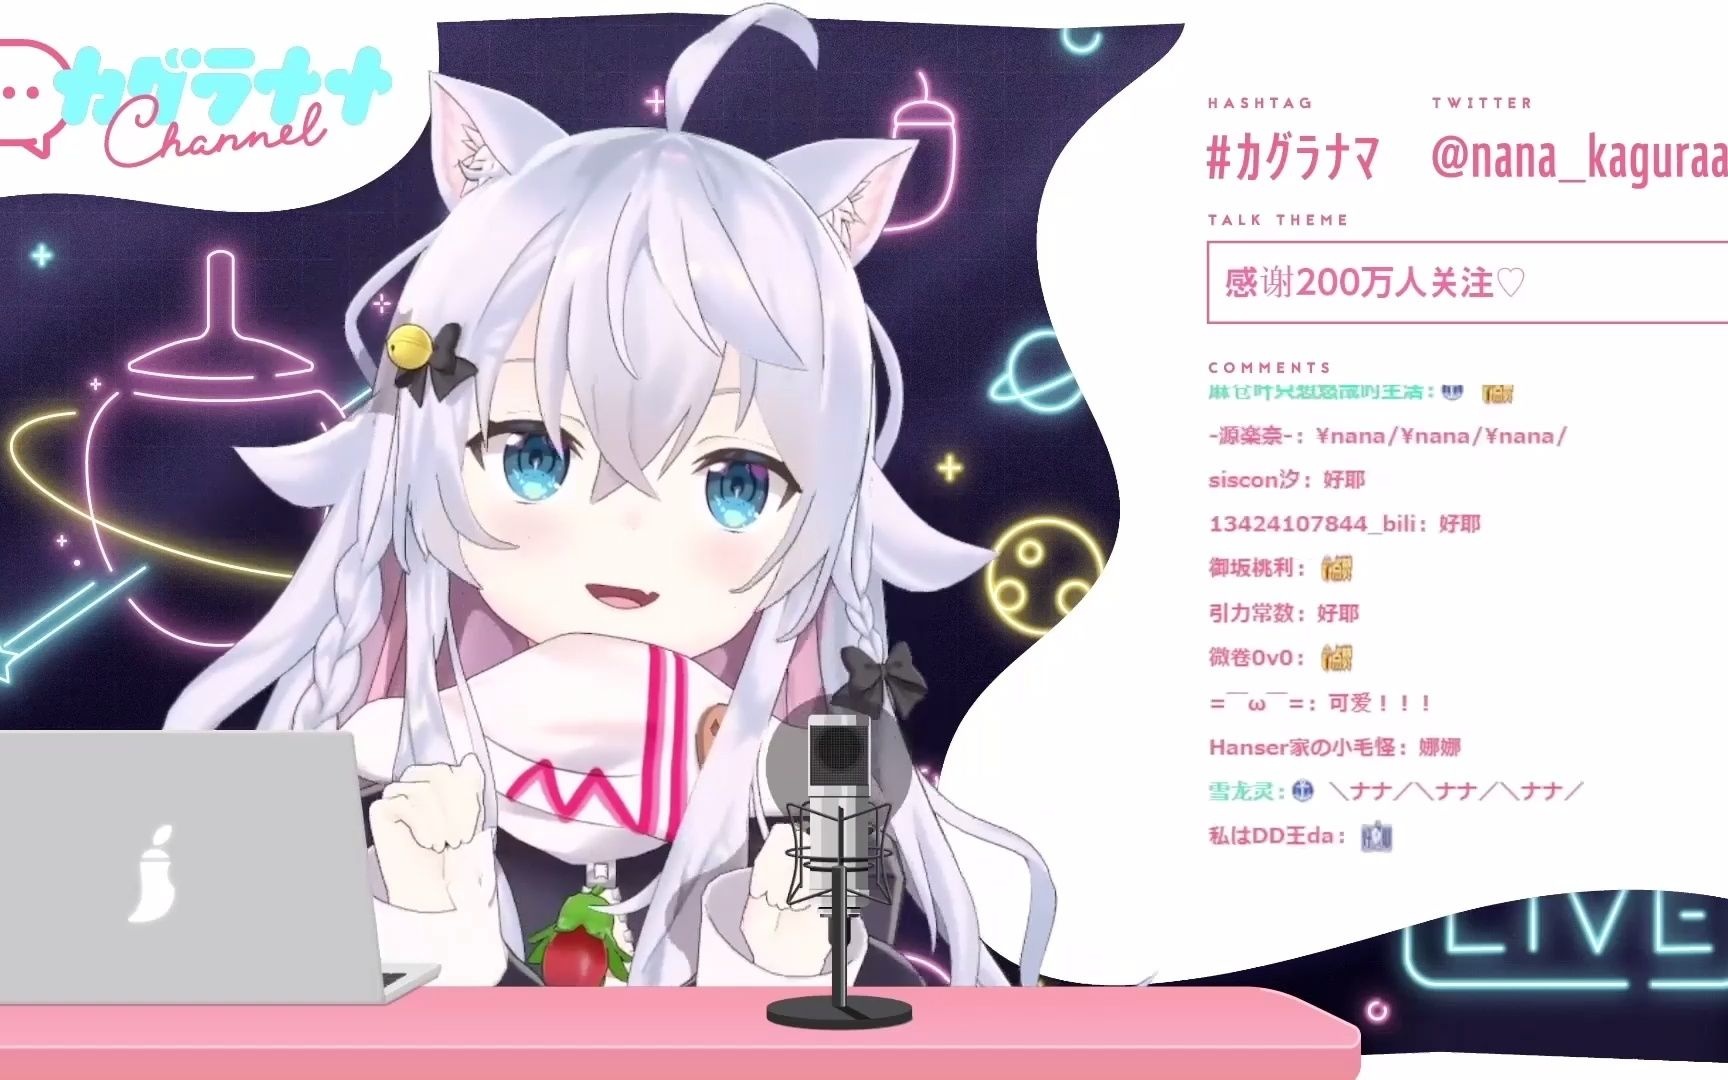 カグラナナ
Channel
HASHTAG
TWITTER
#カグラナマ
@nana_kaguraa
TALK THEME
感谢200万人关注♡
COMMENTS
-源楽奈-: ¥nana/¥nana/¥nana/
siscon汐: 好耶
13424107844_bili: 好耶
御坂桃利:
引力常数: 好耶
微卷0v0:
=￣ω￣=: 可爱！！！
Hanser家の小毛怪: 娜娜
雪龙灵: ＼ナナ／＼ナナ／＼ナナ／
私はDD王da:
LIVE